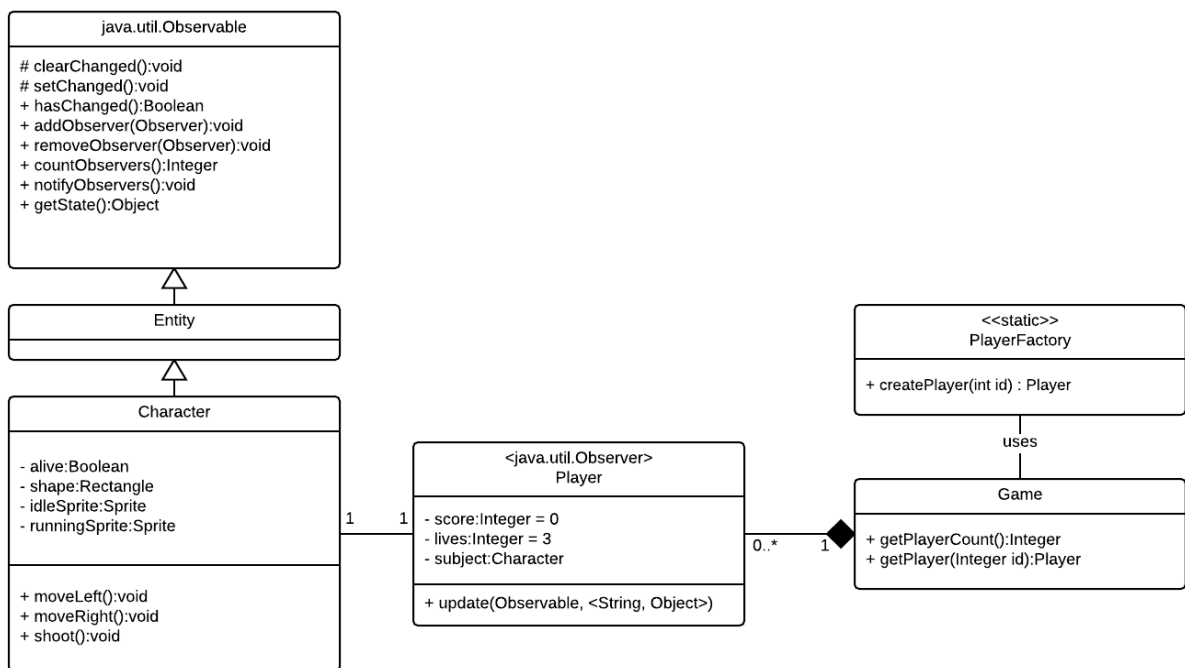 java.util.Observable
# clearChanged():void
# setChanged():void
+ hasChanged():Boolean
+ addObserver(Observer):void
+ removeObserver(Observer):void
+ countObservers():Integer
+ notifyObservers():void
+ getState():Object
Entity
Character
- alive:Boolean
- shape:Rectangle
- idleSprite:Sprite
- runningSprite:Sprite
+ moveLeft():void
+ moveRight():void
+ shoot():void
1
1
<java.util.Observer>
Player
- score:Integer = 0
- lives:Integer = 3
- subject:Character
+ update(Observable, <String, Object>)
0..*
1
<<static>>
PlayerFactory
+ createPlayer(int id) : Player
uses
Game
+ getPlayerCount():Integer
+ getPlayer(Integer id):Player